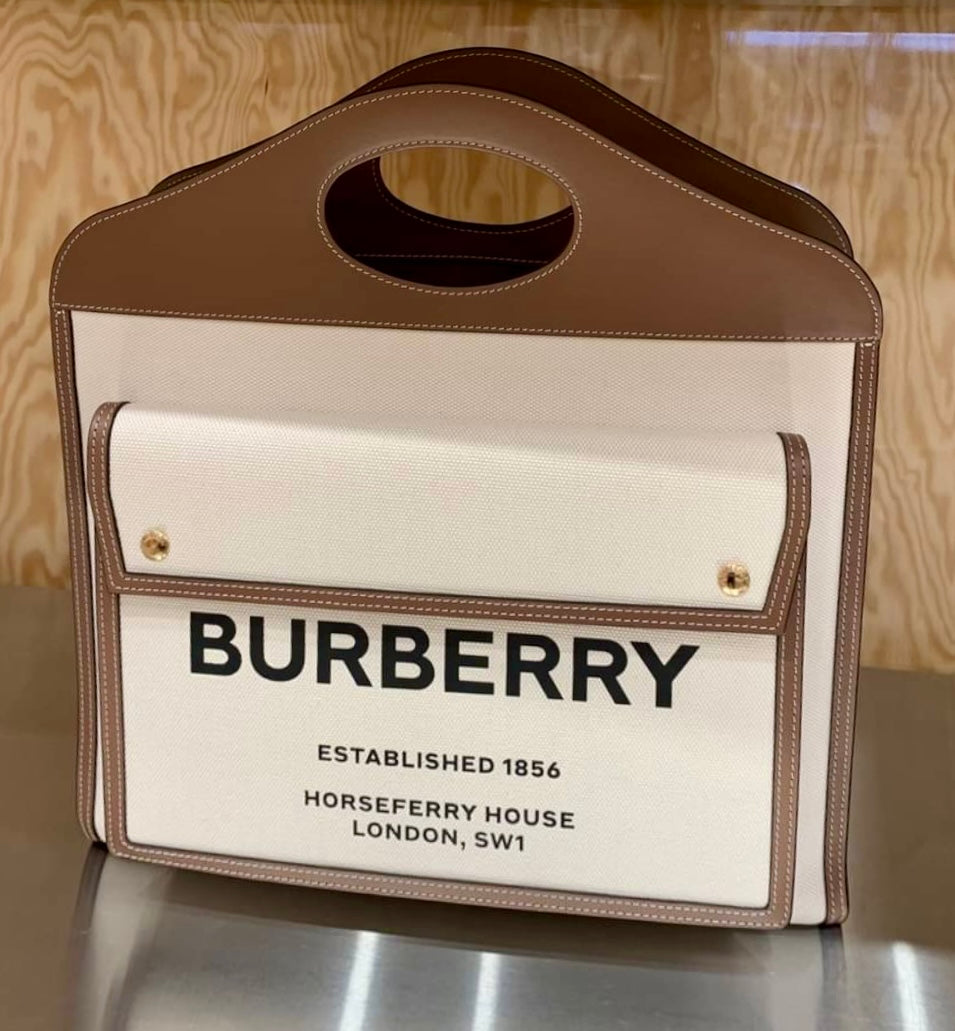 BURBERRY
ESTABLISHED 1856
HORSEFERRY HOUSE
LONDON, SW1